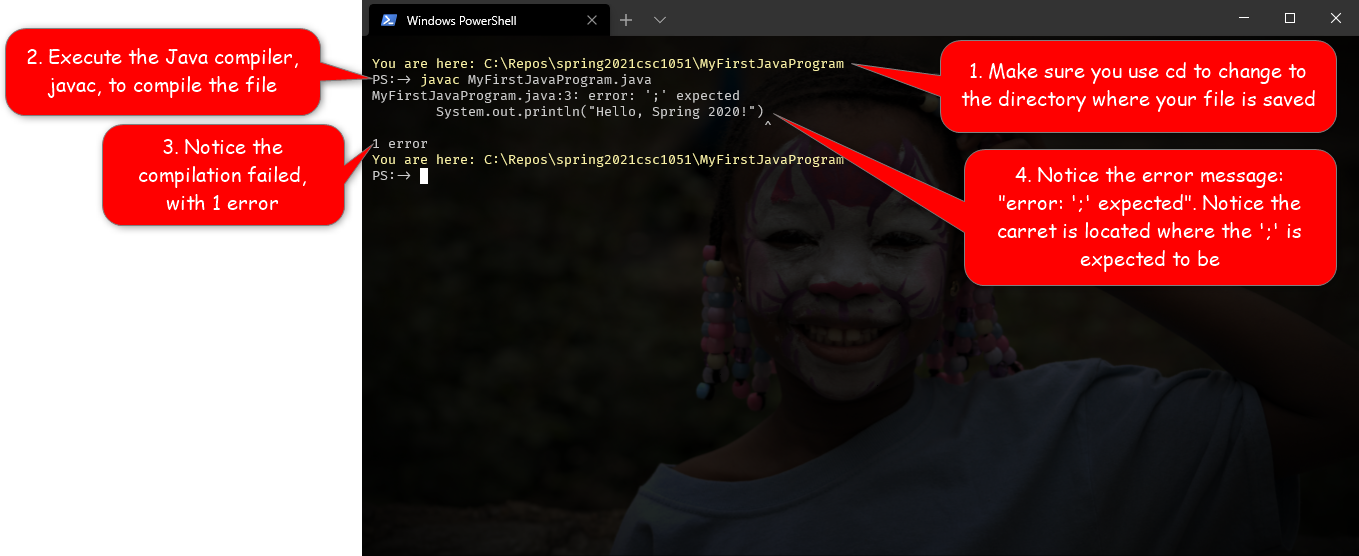 Windows PowerShell
2. Execute the Java compiler,
javac, to compile the file
3. Notice the
compilation failed,
with 1 error
You are here: C:\Repos\spring2021csc1051\MyFirstJavaProgram
PS:→ javac MyFirstJavaProgram.java
MyFirstJavaProgram.java:3: error: ';' expected
        System.out.println("Hello, Spring 2020!")
                                                 ^
1 error
You are here: C:\Repos\spring2021csc1051\MyFirstJavaProgram
PS:→
1. Make sure you use cd to change to
the directory where your file is saved
4. Notice the error message:
"error: ';' expected". Notice the
carret is located where the ';' is
expected to be